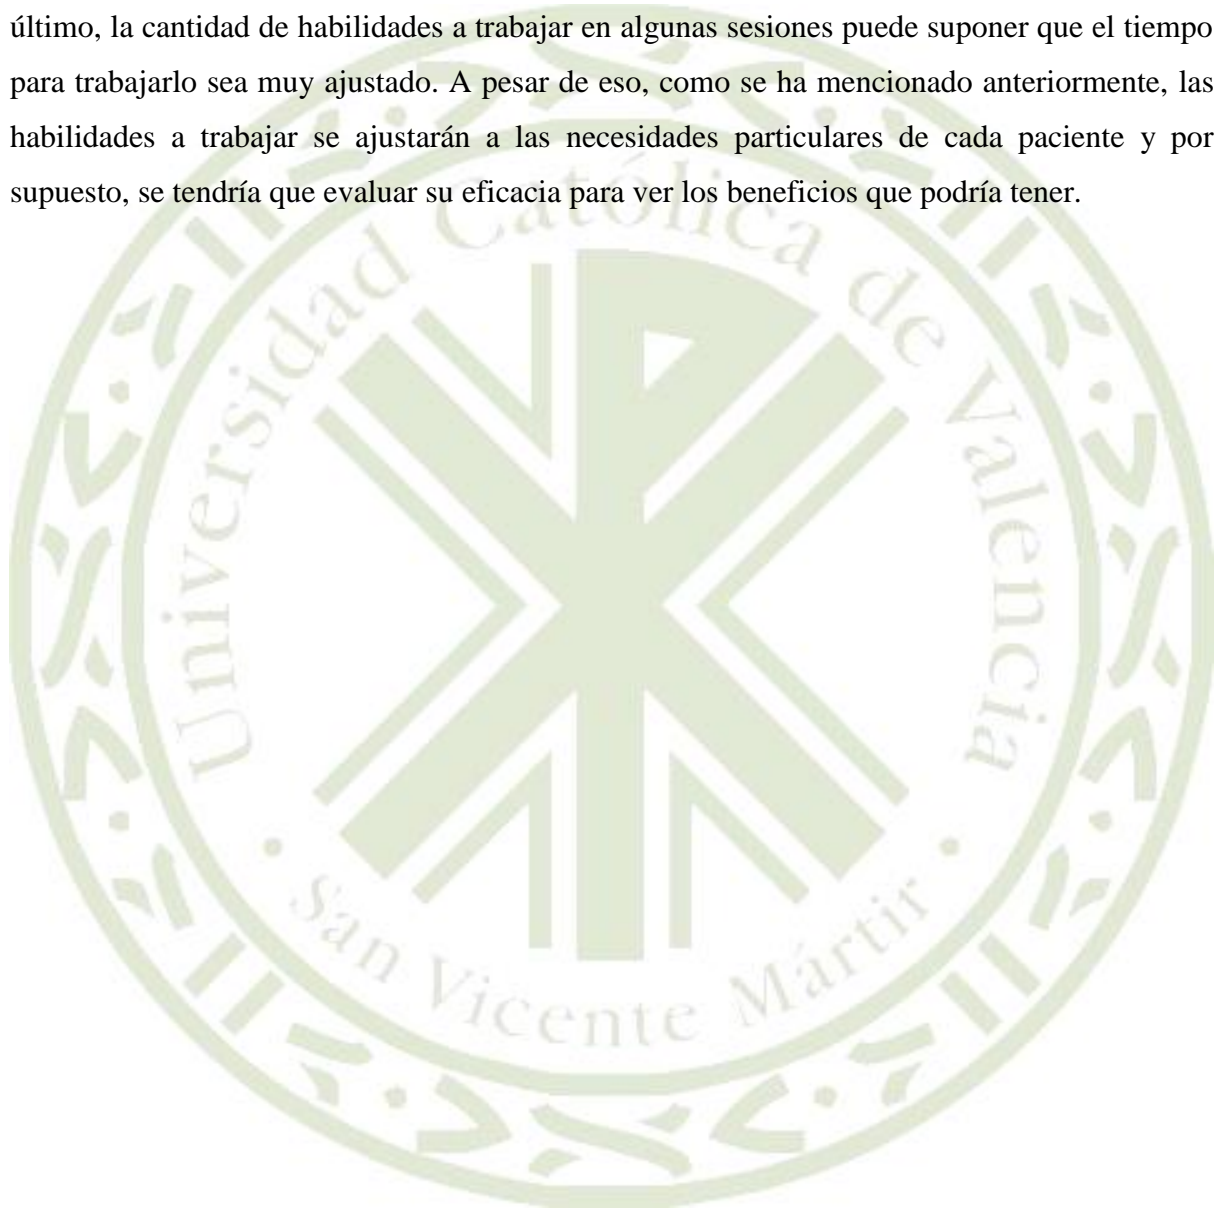 último, la cantidad de habilidades a trabajar en algunas sesiones puede suponer que el tiempo
para trabajarlo sea muy ajustado. A pesar de eso, como se ha mencionado anteriormente, las
habilidades a trabajar se ajustarán a las necesidades particulares de cada paciente y por
supuesto, se tendría que evaluar su eficacia para ver los beneficios que podría tener.
Universidad Católica de Valencia
· San Vicente Mártir ·